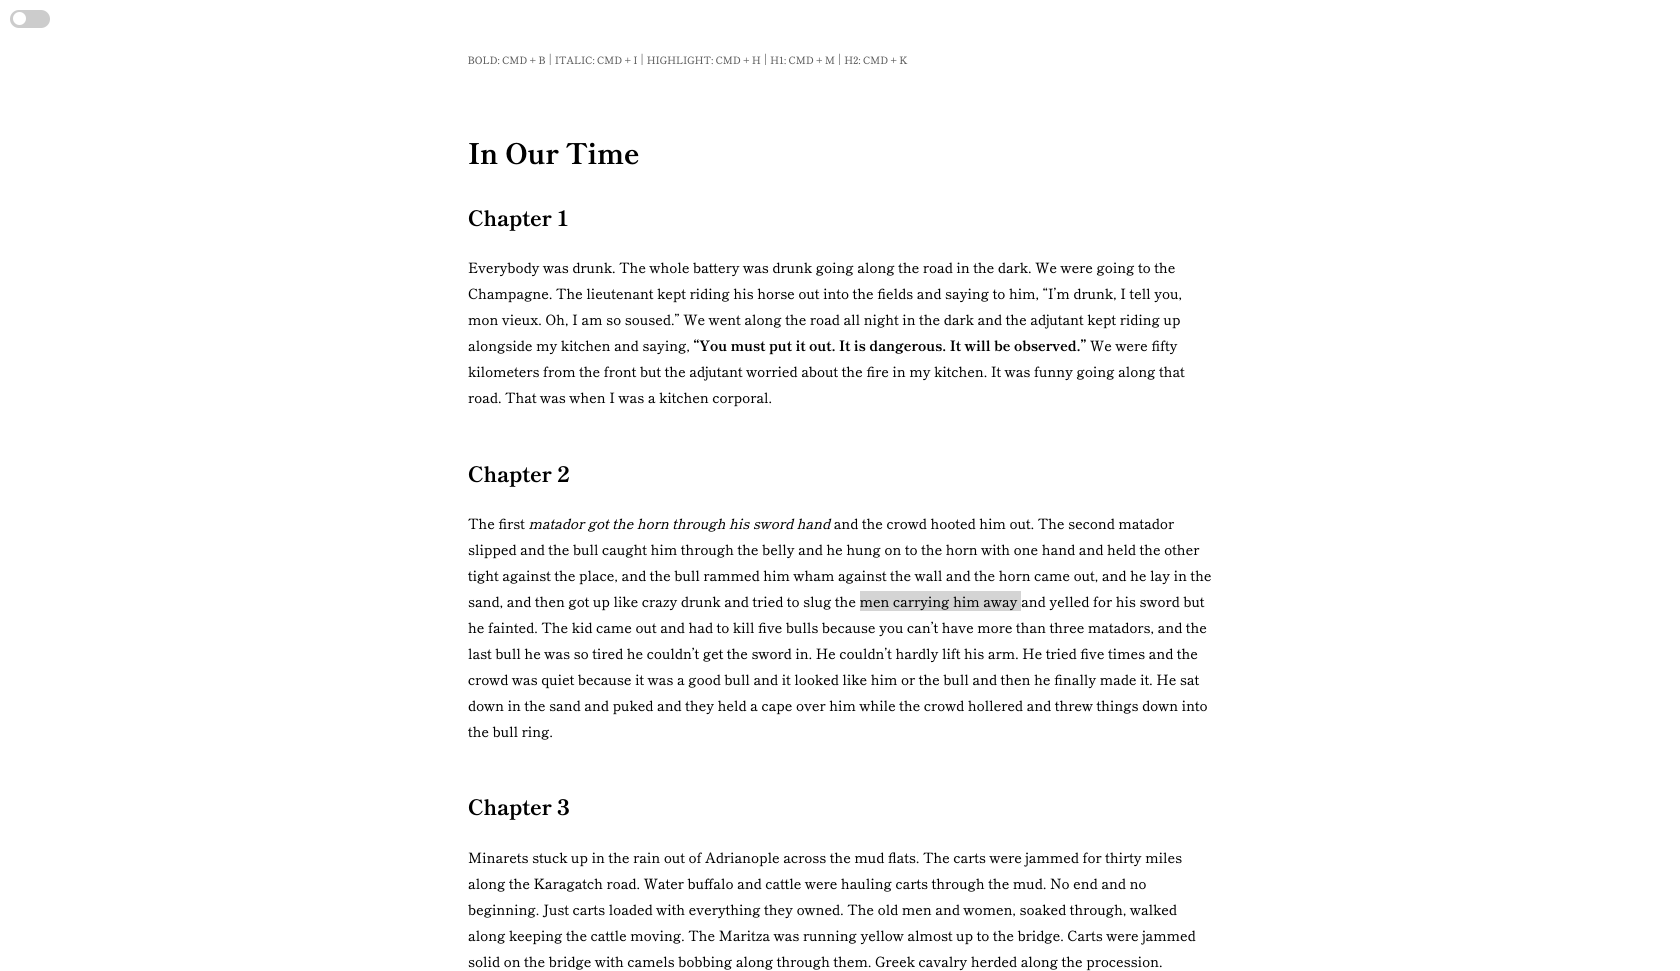 BOLD: CMD + B | ITALIC: CMD + I | HIGHLIGHT: CMD + H | H1: CMD + M | H2: CMD + K
In Our Time
Chapter 1
Everybody was drunk. The whole battery was drunk going along the road in the dark. We were going to the
Champagne. The lieutenant kept riding his horse out into the fields and saying to him, “I’m drunk, I tell you,
mon vieux. Oh, I am so soused.” We went along the road all night in the dark and the adjutant kept riding up
alongside my kitchen and saying, “You must put it out. It is dangerous. It will be observed.” We were fifty
kilometers from the front but the adjutant worried about the fire in my kitchen. It was funny going along that
road. That was when I was a kitchen corporal.
Chapter 2
The first matador got the horn through his sword hand and the crowd hooted him out. The second matador
slipped and the bull caught him through the belly and he hung on to the horn with one hand and held the other
tight against the place, and the bull rammed him wham against the wall and the horn came out, and he lay in the
sand, and then got up like crazy drunk and tried to slug the men carrying him away and yelled for his sword but
he fainted. The kid came out and had to kill five bulls because you can’t have more than three matadors, and the
last bull he was so tired he couldn’t get the sword in. He couldn’t hardly lift his arm. He tried five times and the
crowd was quiet because it was a good bull and it looked like him or the bull and then he finally made it. He sat
down in the sand and puked and they held a cape over him while the crowd hollered and threw things down into
the bull ring.
Chapter 3
Minarets stuck up in the rain out of Adrianople across the mud flats. The carts were jammed for thirty miles
along the Karagatch road. Water buffalo and cattle were hauling carts through the mud. No end and no
beginning. Just carts loaded with everything they owned. The old men and women, soaked through, walked
along keeping the cattle moving. The Maritza was running yellow almost up to the bridge. Carts were jammed
solid on the bridge with camels bobbing along through them. Greek cavalry herded along the procession.